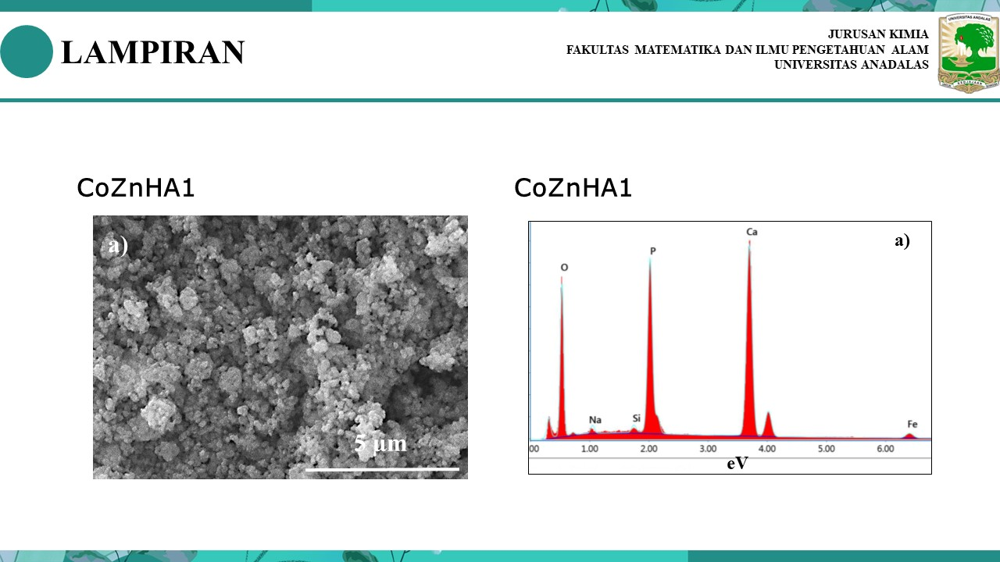 LAMPIRAN
JURUSAN KIMIA
FAKULTAS MATEMATIKA DAN ILMU PENGETAHUAN ALAM
UNIVERSITAS ANADALAS
UNIVERSITAS ANDALAS
KEDJAJAAN
CoZnHA1
a)
5 µm
CoZnHA1
a)
Ca
P
O
Na
Si
Fe
00 1.00 2.00 3.00 4.00 5.00 6.00
eV